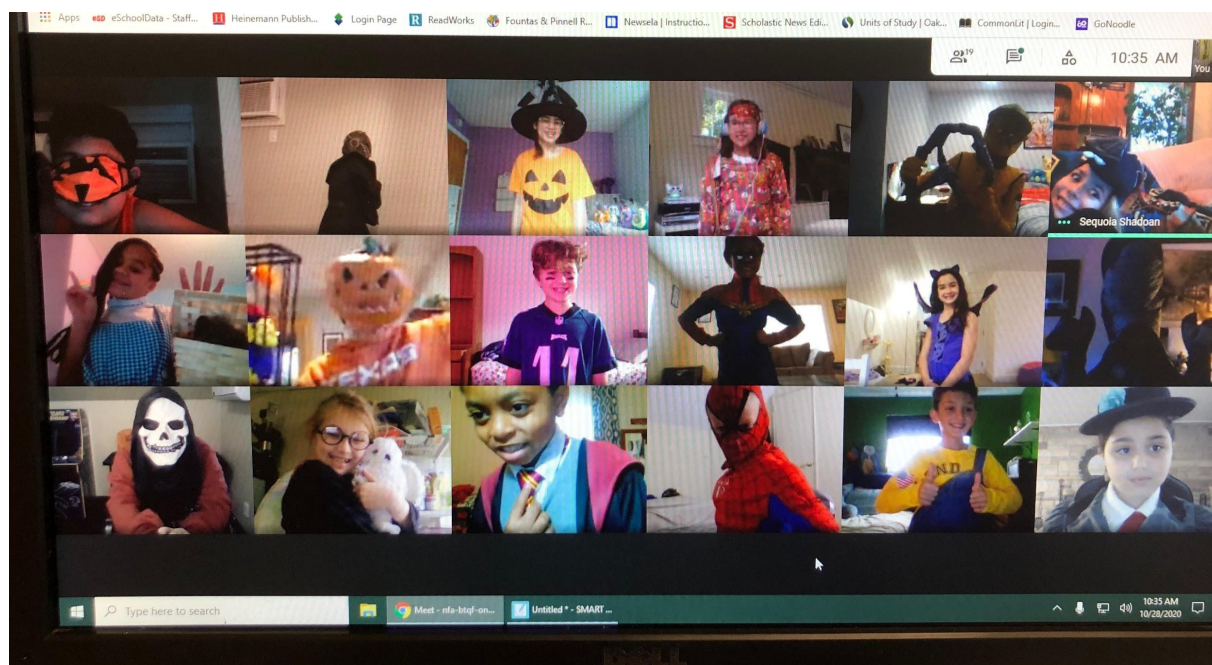 Apps eSD eSchoolData - Staff... H Heinemann Publish... Login Page R ReadWorks Fountas & Pinnell R... Newsela | Instructio... S Scholastic News Edi... Units of Study | Oak... CommonLit | Login... GoNoodle
19 10:35 AM
You
Sequoia Shadoan
11
ND
Type here to search Meet - nfa-btqf-on... Untitled * - SMART ... 10:35 AM
10/28/2020